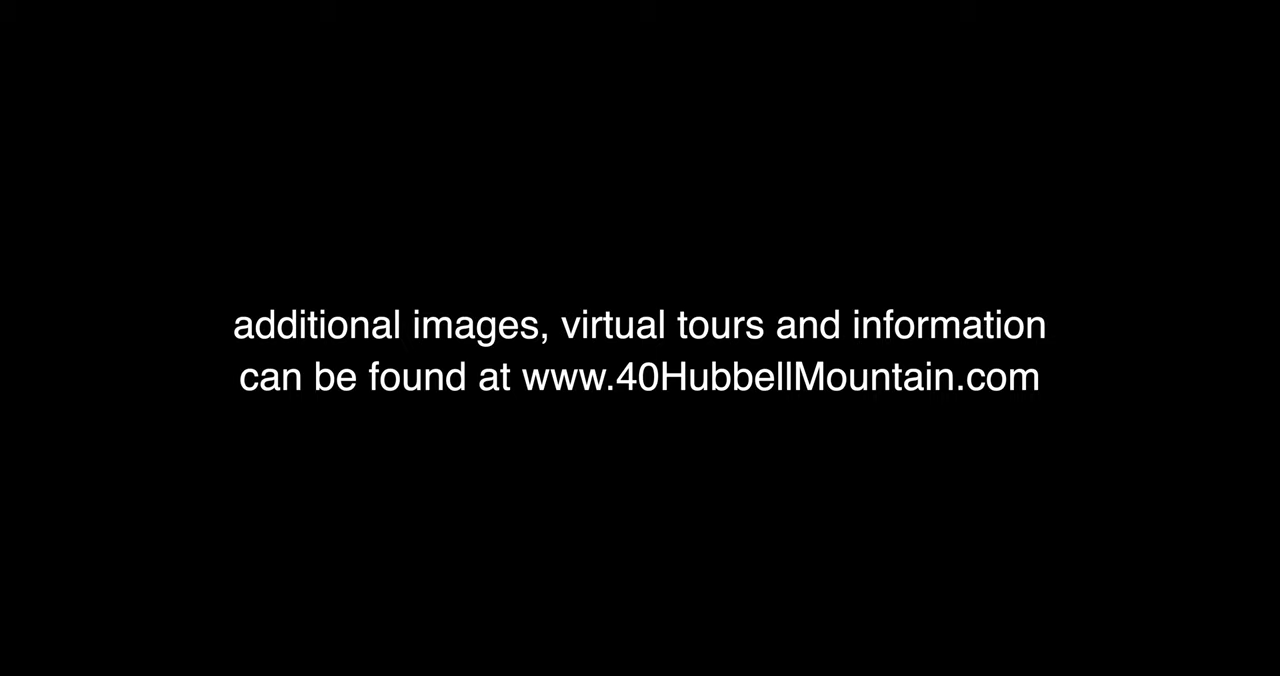 additional images, virtual tours and information
can be found at www.40HubbellMountain.com